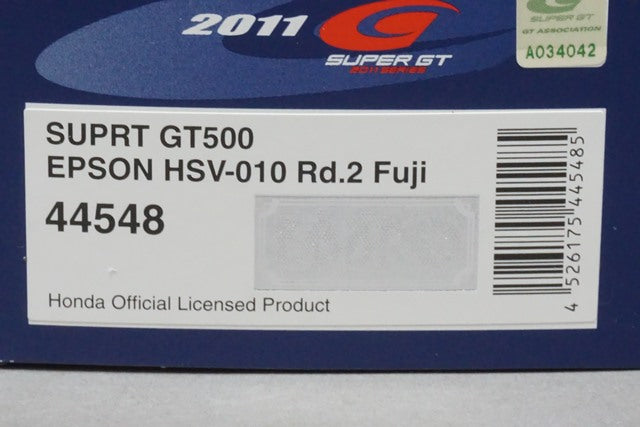 2011
SUPER GT
2011 SERIES
SUPER GT
GT ASSOCIATION
A034042
SUPRT GT500
EPSON HSV-010 Rd.2 Fuji
44548
Honda Official Licensed Product
4 526175 445485